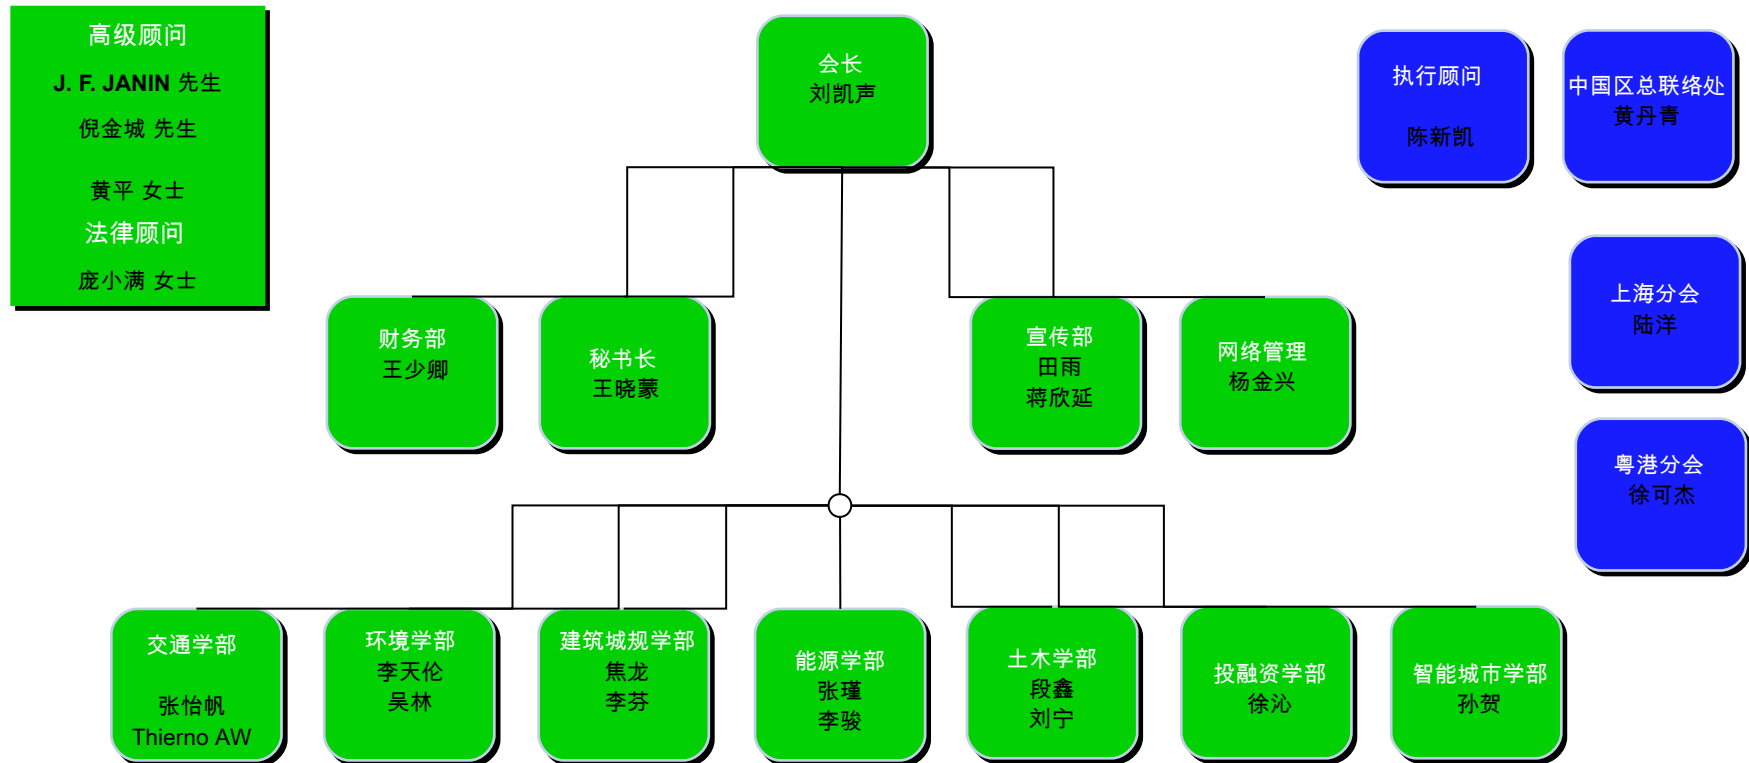 高级顾问
J. F. JANIN 先生
倪金城 先生
黄平 女士
法律顾问
庞小满 女士
会长
刘凯声
执行顾问
陈新凯
中国区总联络处
黄丹青
上海分会
陆洋
粤港分会
徐可杰
财务部
王少卿
秘书长
王晓蒙
宣传部
田雨
蒋欣延
网络管理
杨金兴
交通学部
张怡帆
Thierno AW
环境学部
李天伦
吴林
建筑城规学部
焦龙
李芬
能源学部
张瑾
李骏
土木学部
段鑫
刘宁
投融资学部
徐沁
智能城市学部
孙贺